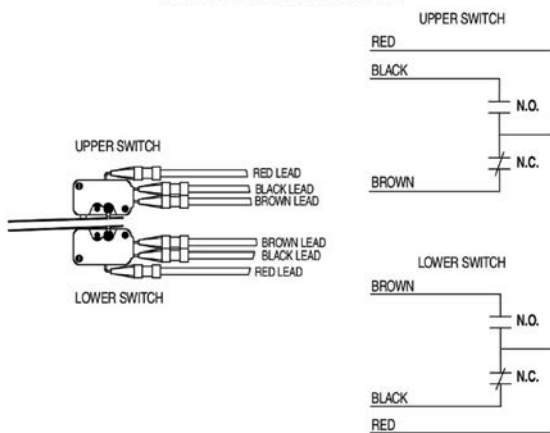 UPPER SWITCH
RED LEAD
BLACK LEAD
BROWN LEAD
BROWN LEAD
BLACK LEAD
RED LEAD
LOWER SWITCH
UPPER SWITCH
RED
BLACK
N.O.
N.C.
BROWN
LOWER SWITCH
BROWN
N.O.
N.C.
BLACK
RED